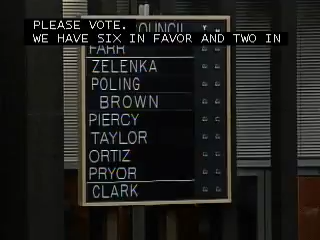 PLEASE VOTE.
WE HAVE SIX IN FAVOR AND TWO IN
COUNCIL
FARR
ZELENKA
POLING
BROWN
PIERCY
TAYLOR
ORTIZ
PRYOR
CLARK